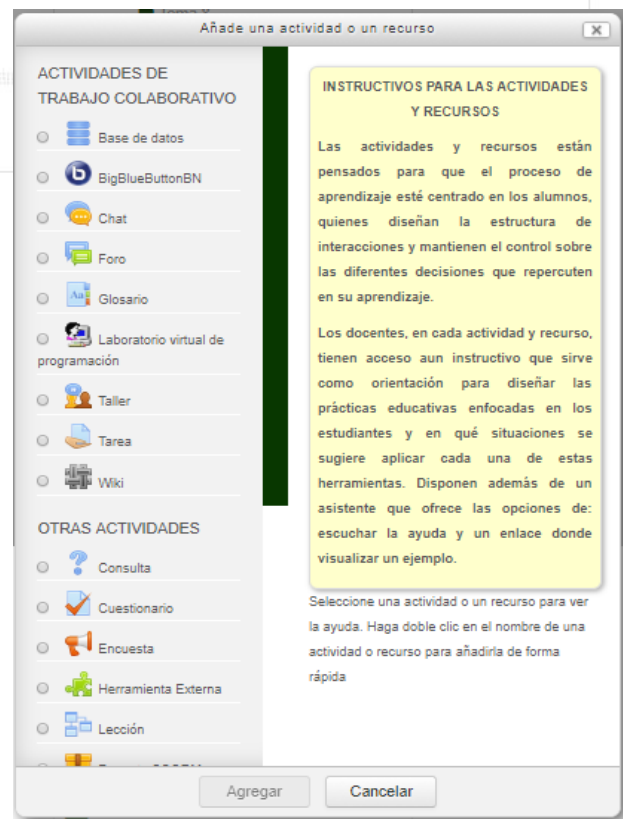 Añade una actividad o un recurso
ACTIVIDADES DE
TRABAJO COLABORATIVO
Base de datos
BigBlueButtonBN
Chat
Foro
Glosario
Laboratorio virtual de
programación
Taller
Tarea
Wiki
OTRAS ACTIVIDADES
Consulta
Cuestionario
Encuesta
Herramienta Externa
Lección
INSTRUCTIVOS PARA LAS ACTIVIDADES
Y RECURSOS
Las actividades y recursos están
pensados para que el proceso de
aprendizaje esté centrado en los alumnos,
quienes diseñan la estructura de
interacciones y mantienen el control sobre
las diferentes decisiones que repercuten
en su aprendizaje.
Los docentes, en cada actividad y recurso,
tienen acceso aun instructivo que sirve
como orientación para diseñar las
prácticas educativas enfocadas en los
estudiantes y en qué situaciones se
sugiere aplicar cada una de estas
herramientas. Disponen además de un
asistente que ofrece las opciones de:
escuchar la ayuda y un enlace donde
visualizar un ejemplo.
Seleccione una actividad o un recurso para ver
la ayuda. Haga doble clic en el nombre de una
actividad o recurso para añadirla de forma
rápida
Agregar
Cancelar